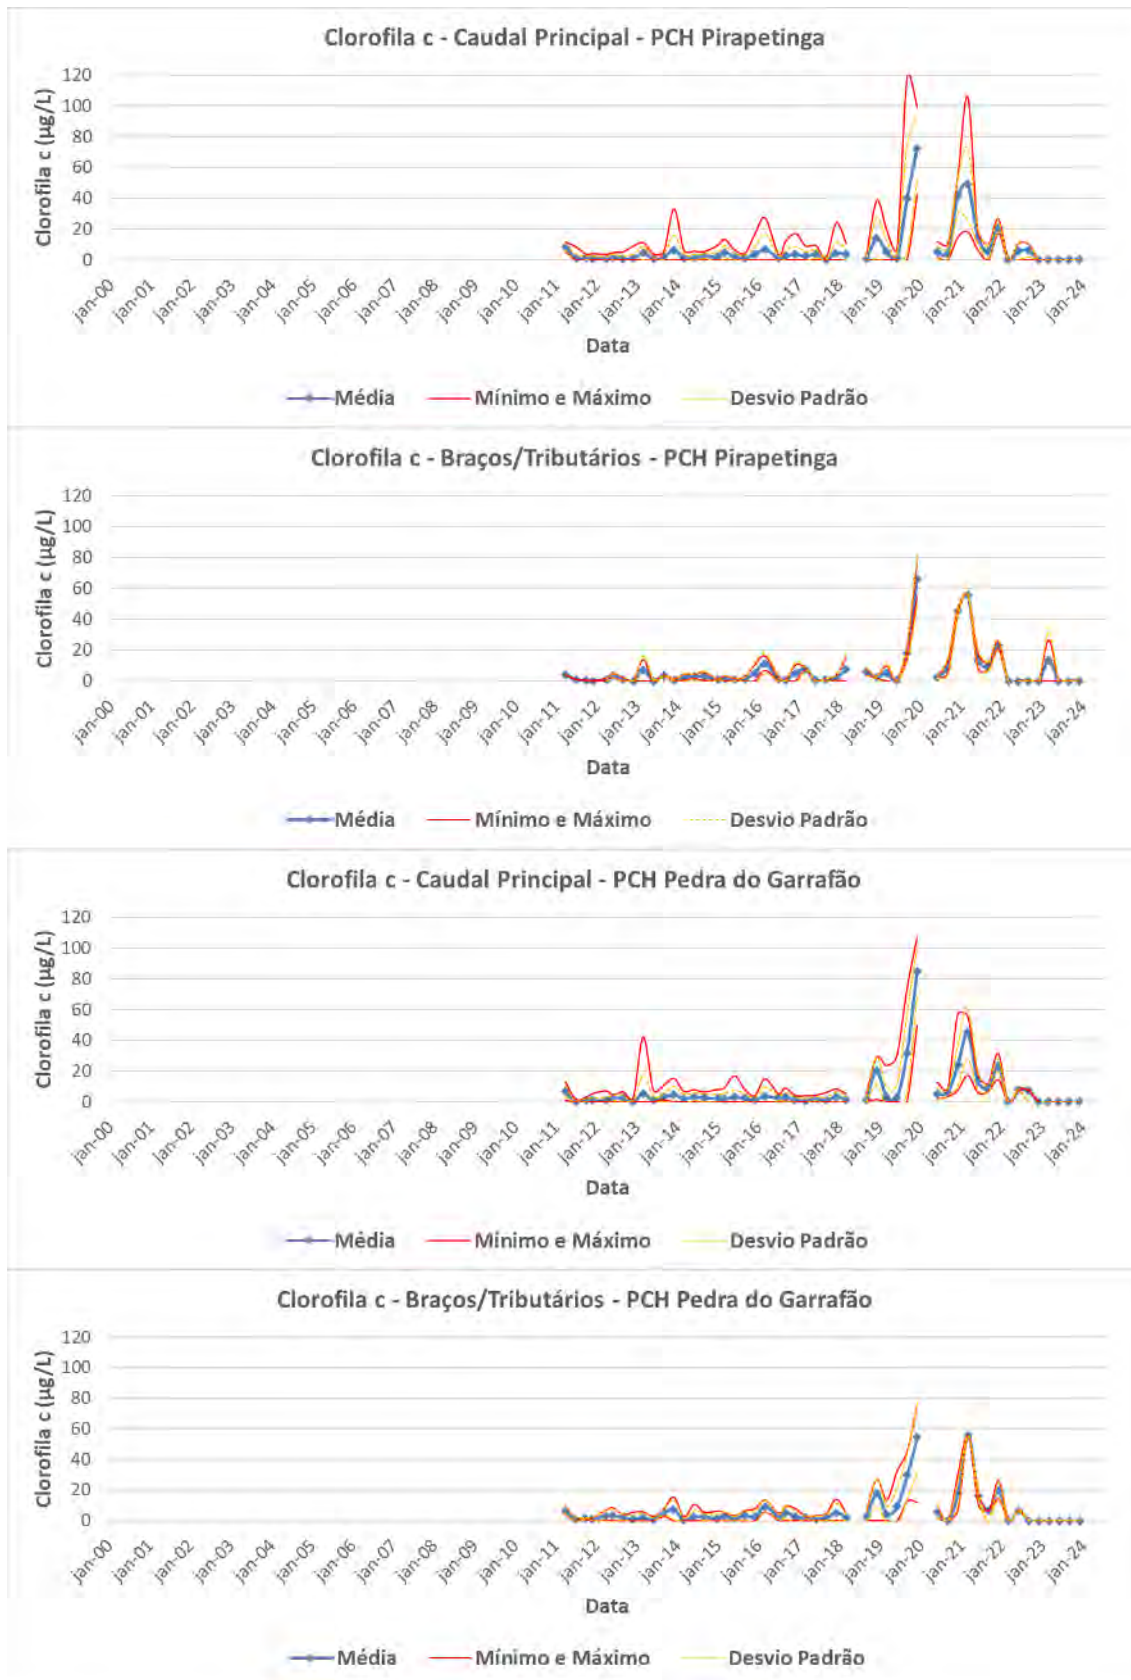 Clorofila c - Caudal Principal - PCH Pirapetinga
Clorofila c (µg/L)
120
100
80
60
40
20
0
jan-00 jan-01 jan-02 jan-03 jan-04 jan-05 jan-06 jan-07 jan-08 jan-09 jan-10 jan-11 jan-12 jan-13 jan-14 jan-15 jan-16 jan-17 jan-18 jan-19 jan-20 jan-21 jan-22 jan-23 jan-24
Data
Média Mínimo e Máximo Desvio Padrão
Clorofila c - Braços/Tributários - PCH Pirapetinga
Clorofila c (µg/L)
120
100
80
60
40
20
0
jan-00 jan-01 jan-02 jan-03 jan-04 jan-05 jan-06 jan-07 jan-08 jan-09 jan-10 jan-11 jan-12 jan-13 jan-14 jan-15 jan-16 jan-17 jan-18 jan-19 jan-20 jan-21 jan-22 jan-23 jan-24
Data
Média Mínimo e Máximo Desvio Padrão
Clorofila c - Caudal Principal - PCH Pedra do Garrafão
Clorofila c (µg/L)
120
100
80
60
40
20
0
jan-00 jan-01 jan-02 jan-03 jan-04 jan-05 jan-06 jan-07 jan-08 jan-09 jan-10 jan-11 jan-12 jan-13 jan-14 jan-15 jan-16 jan-17 jan-18 jan-19 jan-20 jan-21 jan-22 jan-23 jan-24
Data
Média Mínimo e Máximo Desvio Padrão
Clorofila c - Braços/Tributários - PCH Pedra do Garrafão
Clorofila c (µg/L)
120
100
80
60
40
20
0
jan-00 jan-01 jan-02 jan-03 jan-04 jan-05 jan-06 jan-07 jan-08 jan-09 jan-10 jan-11 jan-12 jan-13 jan-14 jan-15 jan-16 jan-17 jan-18 jan-19 jan-20 jan-21 jan-22 jan-23 jan-24
Data
Média Mínimo e Máximo Desvio Padrão